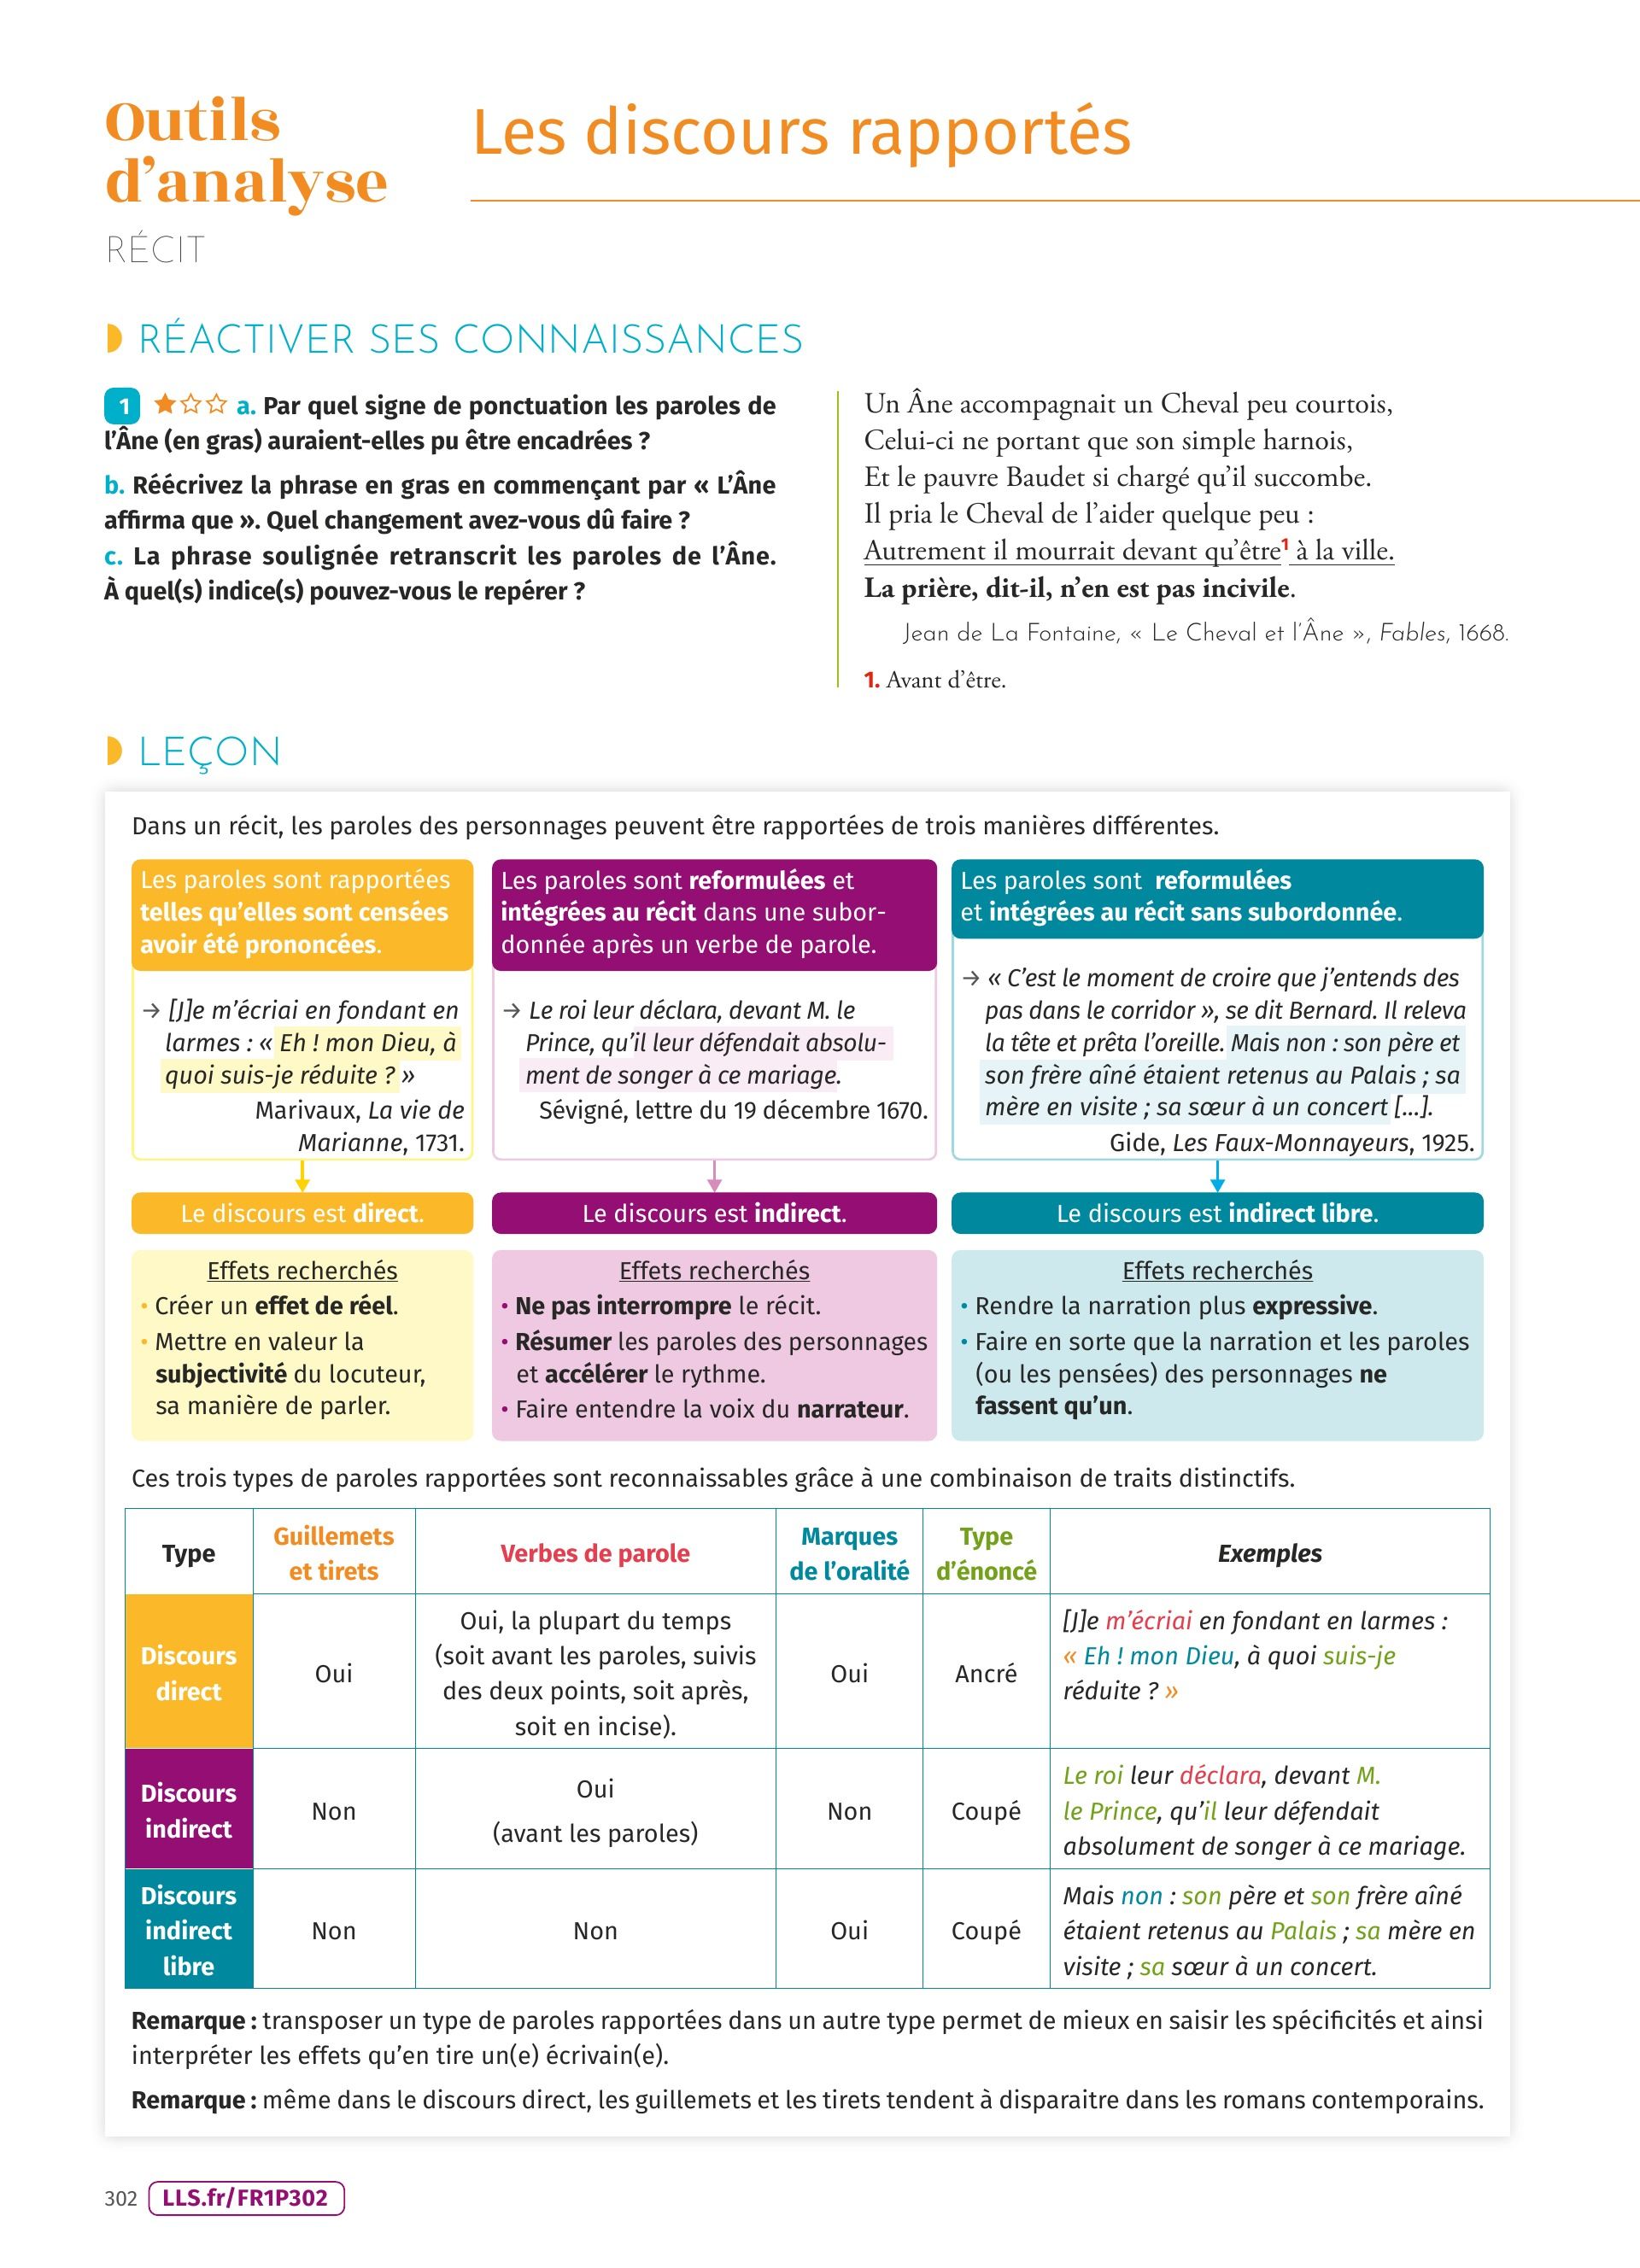 Outils
d'analyse
RÉCIT
Les discours rapportés
RÉACTIVER SES CONNAISSANCES
1 a. Par quel signe de ponctuation les paroles de
l'Âne (en gras) auraient-elles pu être encadrées ?
b. Réécrivez la phrase en gras en commençant par « L'Âne
affirma que ». Quel changement avez-vous dû faire ?
c. La phrase soulignée retranscrit les paroles de l'Âne.
À quel(s) indice(s) pouvez-vous le repérer ?
Un Âne accompagnait un Cheval peu courtois,
Celui-ci ne portant que son simple harnois,
Et le pauvre Baudet si chargé qu'il succombe.
Il pria le Cheval de l'aider quelque peu :
Autrement il mourrait devant qu'être1 à la ville.
La prière, dit-il, n'en est pas incivile.
Jean de La Fontaine, « Le Cheval et l'Âne », Fables, 1668.
1. Avant d'être.
LEÇON
Dans un récit, les paroles des personnages peuvent être rapportées de trois manières différentes.
Les paroles sont rapportées
telles qu'elles sont censées
avoir été prononcées.
→ [J]e m'écriai en fondant en
larmes : « Eh ! mon Dieu, à
quoi suis-je réduite ? »
Marivaux, La vie de
Marianne, 1731.
Le discours est direct.
Effets recherchés
• Créer un effet de réel.
• Mettre en valeur la
subjectivité du locuteur,
sa manière de parler.
Les paroles sont reformulées et
intégrées au récit dans une subor-
donnée après un verbe de parole.
→ Le roi leur déclara, devant M. le
Prince, qu'il leur défendait absolu-
ment de songer à ce mariage.
Sévigné, lettre du 19 décembre 1670.
Le discours est indirect.
Effets recherchés
• Ne pas interrompre le récit.
• Résumer les paroles des personnages
et accélérer le rythme.
• Faire entendre la voix du narrateur.
Les paroles sont reformulées
et intégrées au récit sans subordonnée.
→ « C'est le moment de croire que j'entends des
pas dans le corridor », se dit Bernard. Il releva
la tête et prêta l'oreille. Mais non : son père et
son frère aîné étaient retenus au Palais ; sa
mère en visite ; sa sœur à un concert [...].
Gide, Les Faux-Monnayeurs, 1925.
Le discours est indirect libre.
Effets recherchés
• Rendre la narration plus expressive.
• Faire en sorte que la narration et les paroles
(ou les pensées) des personnages ne
fassent qu'un.
Ces trois types de paroles rapportées sont reconnaissables grâce à une combinaison de traits distinctifs.
Type
Guillemets
et tirets
Verbes de parole
Marques
de l'oralité
Type
d'énoncé
Exemples
Discours
direct
Oui
Oui, la plupart du temps
(soit avant les paroles, suivis
des deux points, soit après,
soit en incise).
Oui
Ancré
[J]e m'écriai en fondant en larmes :
« Eh ! mon Dieu, à quoi suis-je
réduite ? »
Discours
indirect
Non
Oui
(avant les paroles)
Non
Coupé
Le roi leur déclara, devant M.
le Prince, qu'il leur défendait
absolument de songer à ce mariage.
Discours
indirect
libre
Non
Non
Oui
Coupé
Mais non : son père et son frère aîné
étaient retenus au Palais ; sa mère en
visite ; sa sœur à un concert.
Remarque : transposer un type de paroles rapportées dans un autre type permet de mieux en saisir les spécificités et ainsi
interpréter les effets qu'en tire un(e) écrivain(e).
Remarque : même dans le discours direct, les guillemets et les tirets tendent à disparaitre dans les romans contemporains.
302 LLS.fr/FR1P302